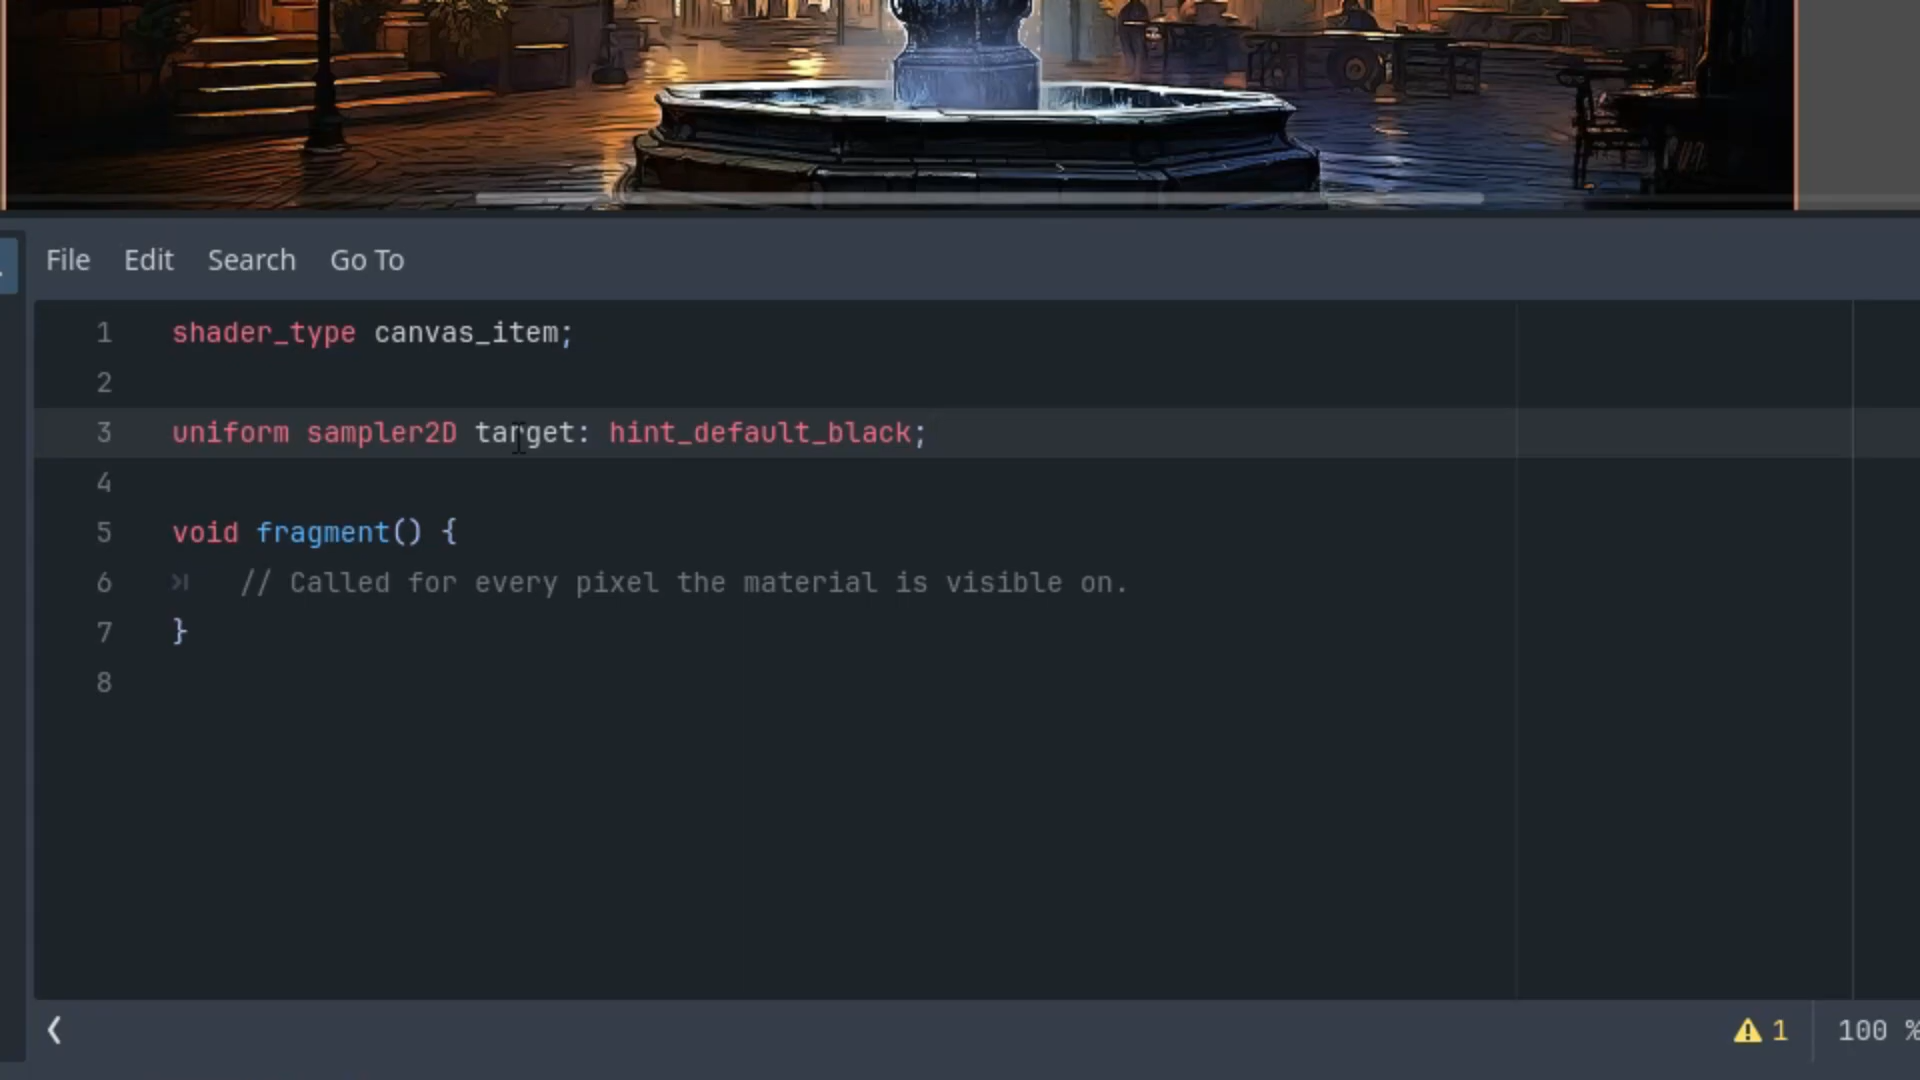 File Edit Search Go To
1 shader_type canvas_item;
2
3 uniform sampler2D target: hint_default_black;
4
5 void fragment() {
6 // Called for every pixel the material is visible on.
7 }
8
1 100 %